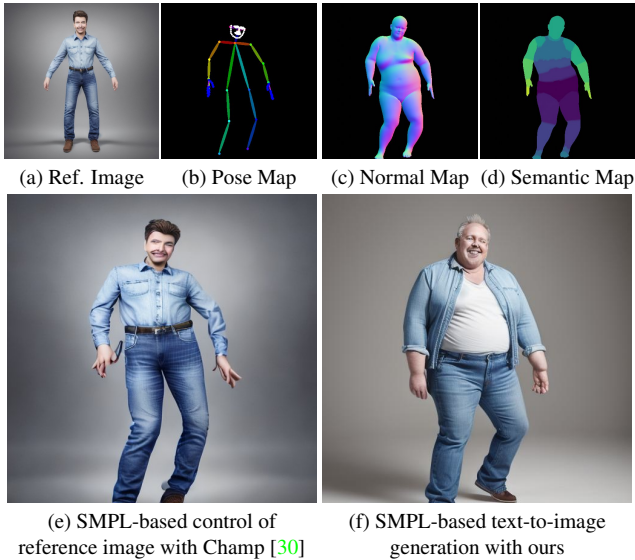 (a) Ref. Image (b) Pose Map (c) Normal Map (d) Semantic Map
(e) SMPL-based control of
reference image with Champ [30]
(f) SMPL-based text-to-image
generation with ours